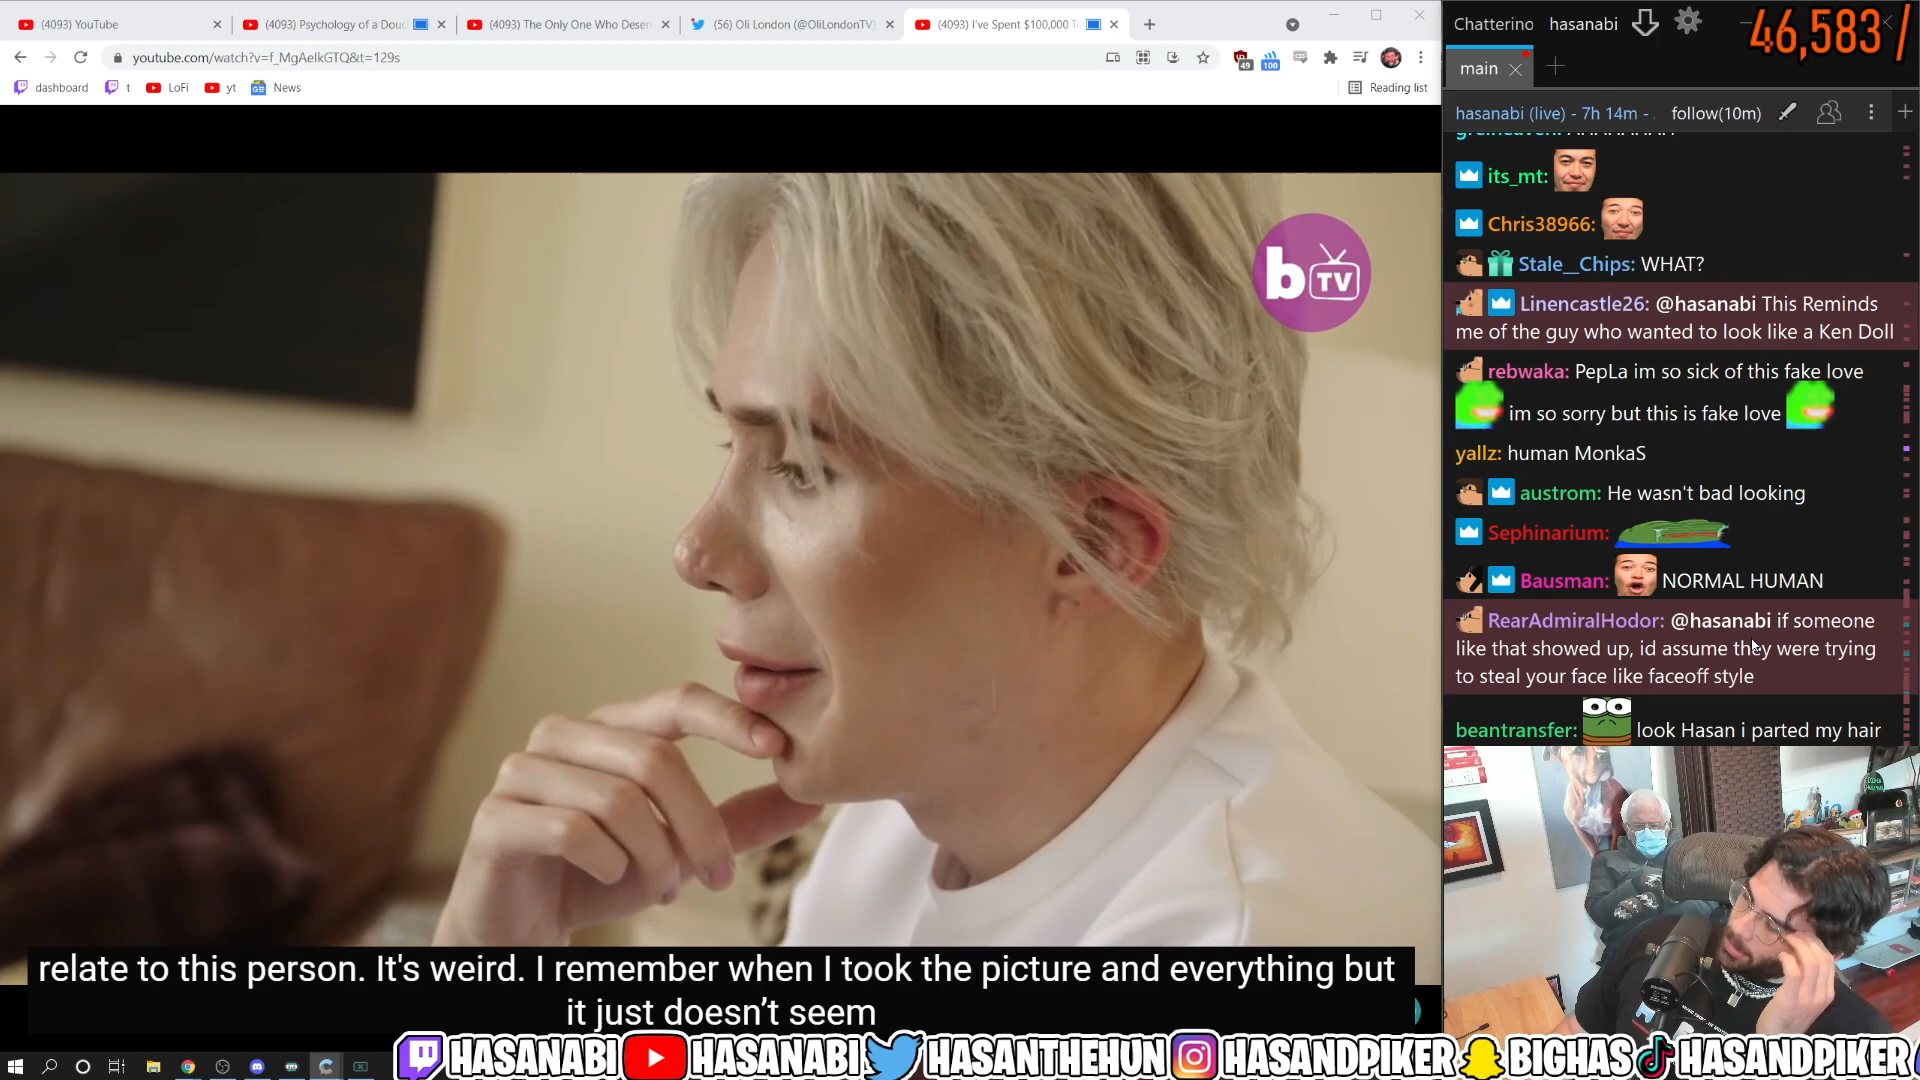 (4093) YouTube
(4093) Psychology of a Douc
(4093) The Only One Who Deser
(56) Oli London (@OliLondonTV)
(4093) I've Spent $100,000 T
youtube.com/watch?v=f_MgAelkGTQ&t=129s
49
100
dashboard
t
LoFi
yt
News
Reading list
b TV
relate to this person. It's weird. I remember when I took the picture and everything but
it just doesn't seem
Chatterino
hasanabi
46,583 /
main
hasanabi (live) - 7h 14m -
follow(10m)
its_mt:
Chris38966:
Stale__Chips: WHAT?
Linencastle26: @hasanabi This Reminds
me of the guy who wanted to look like a Ken Doll
rebwaka: PepLa im so sick of this fake love
im so sorry but this is fake love
yallz: human MonkaS
austrom: He wasn't bad looking
Sephinarium:
Bausman: NORMAL HUMAN
RearAdmiralHodor: @hasanabi if someone
like that showed up, id assume they were trying
to steal your face like faceoff style
beantransfer: look Hasan i parted my hair
HASANABI HASANABI HASANTHEHUN HASANDPIKER BIGHAS HASANDPIKER